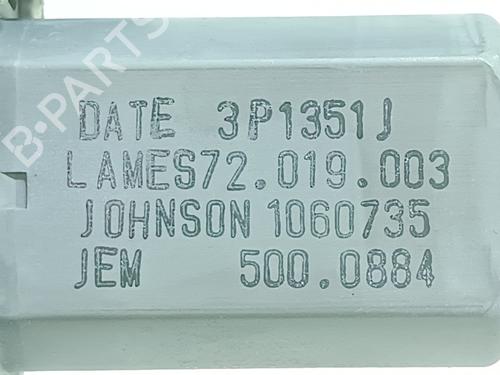 B-PARTS
DATE 3P1351J
LAMES72.019.003
JOHNSON 1060735
JEM 500.0884